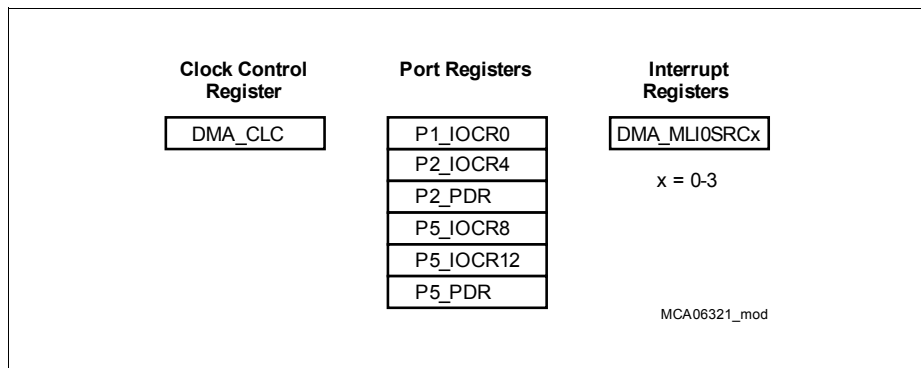 Clock Control
Register
DMA_CLC
Port Registers
P1_IOCR0
P2_IOCR4
P2_PDR
P5_IOCR8
P5_IOCR12
P5_PDR
Interrupt
Registers
DMA_MLI0SRCx
x = 0-3
MCA06321_mod